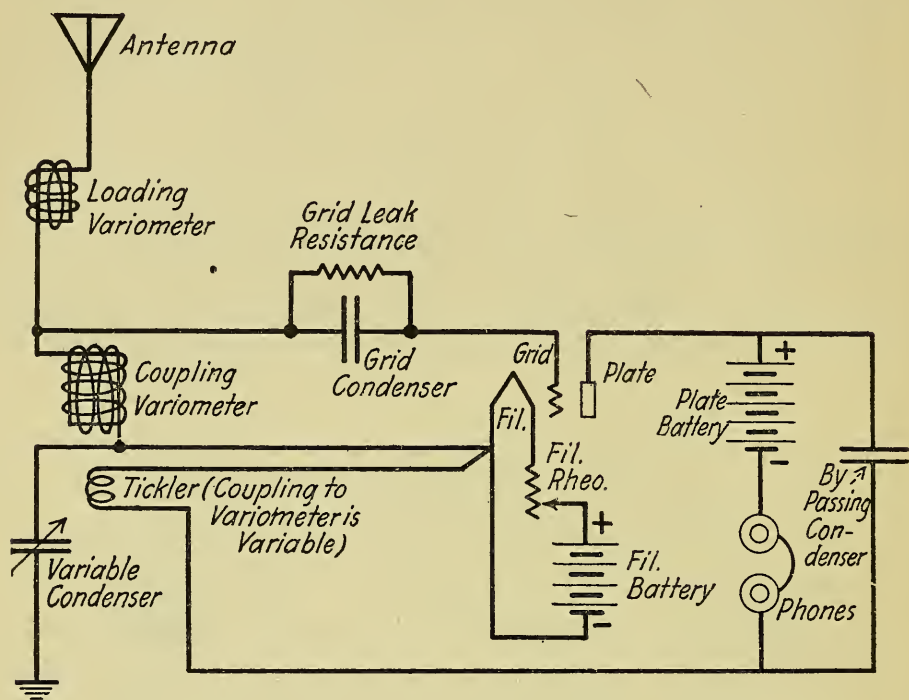 Antenna
Loading
Variometer
Grid Leak
Resistance
Grid
Condenser
Grid
Plate
Coupling
Variometer
Fil.
Plate
Battery
+
-
Fil.
Rheo.
Tickler (Coupling to
Variometer is
Variable)
By
Passing
Con-
denser
+
Variable
Condenser
Fil.
Battery
-
Phones